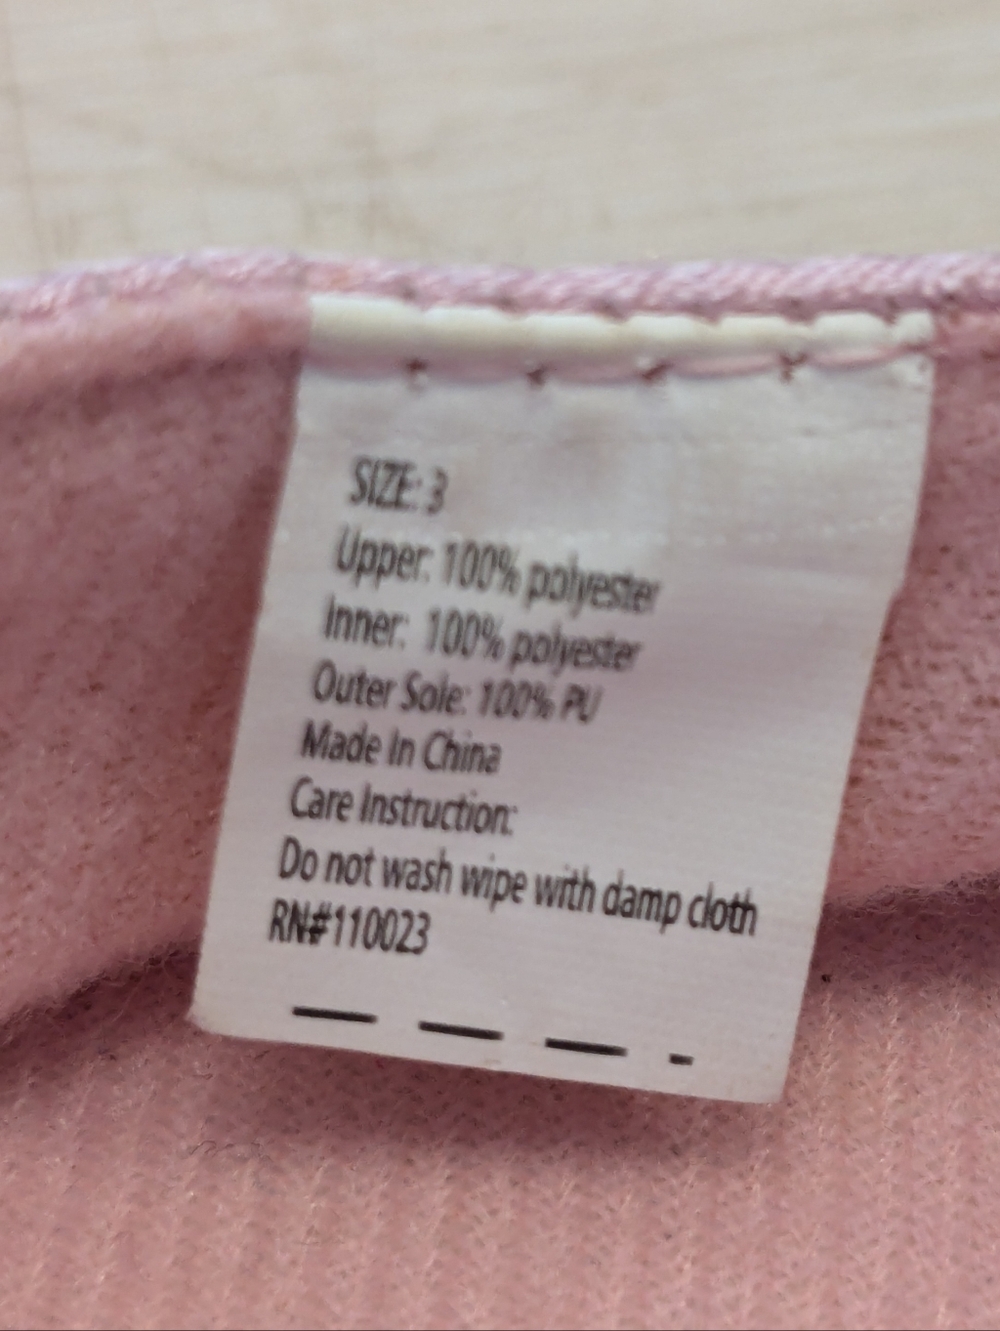 SIZE: 3
Upper: 100% polyester
Inner: 100% polyester
Outer Sole: 100% PU
Made In China
Care Instruction:
Do not wash wipe with damp cloth
RN#110023